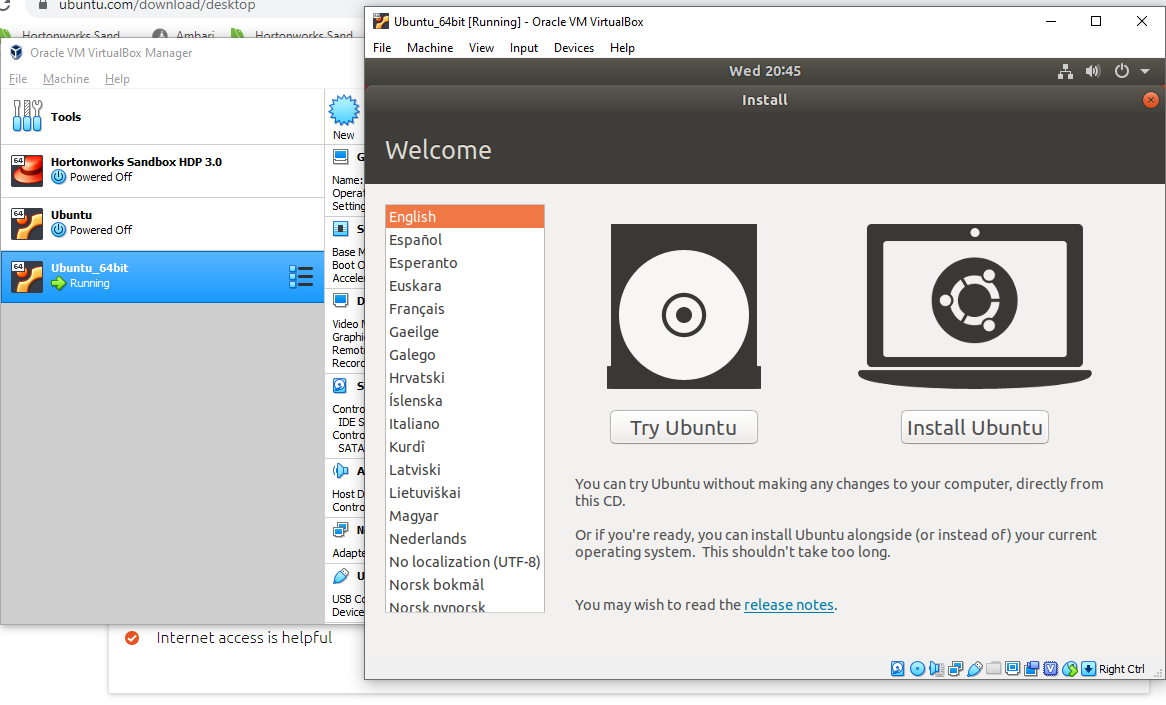 ubuntu.com/download/desktop
Hortonworks Sand
Ambari
Hortonworks Sand
Oracle VM VirtualBox Manager
File Machine Help
Tools
New
64
Hortonworks Sandbox HDP 3.0
Powered Off
64
Ubuntu
Powered Off
64
Ubuntu_64bit
Running
G
Name:
Operat
Setting
S
Base M
Boot O
Acceler
D
Video M
Graphi
Remot
Record
S
Contro
IDE S
Contro
SATA
A
Host D
Contro
N
Adapte
U
USB Co
Device
Internet access is helpful
Ubuntu_64bit [Running] - Oracle VM VirtualBox
File Machine View Input Devices Help
Wed 20:45
Install
Welcome
English
Español
Esperanto
Euskara
Français
Gaeilge
Galego
Hrvatski
Íslenska
Italiano
Kurdî
Latviski
Lietuviškai
Magyar
Nederlands
No localization (UTF-8)
Norsk bokmål
Norsk nynorsk
Try Ubuntu
Install Ubuntu
You can try Ubuntu without making any changes to your computer, directly from
this CD.
Or if you're ready, you can install Ubuntu alongside (or instead of) your current
operating system. This shouldn't take too long.
You may wish to read the release notes.
Right Ctrl